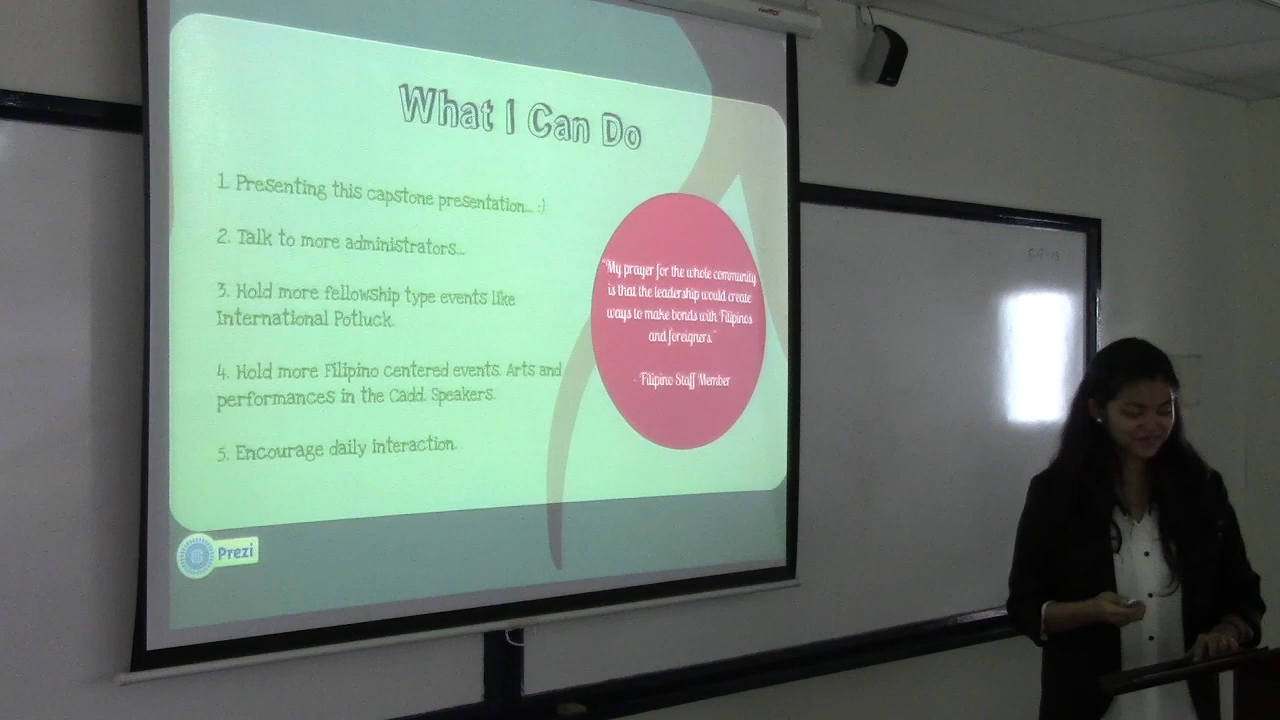 What I Can Do
1. Presenting this capstone presentation... :)
2. Talk to more administrators...
3. Hold more fellowship type events like
International Potluck.
4. Hold more Filipino centered events. Arts and
performances in the Cadd. Speakers.
5. Encourage daily interaction.
"My prayer for the whole community
is that the leadership would create
ways to make bonds with Filipinos
and foreigners."
- Filipino Staff Member
Prezi